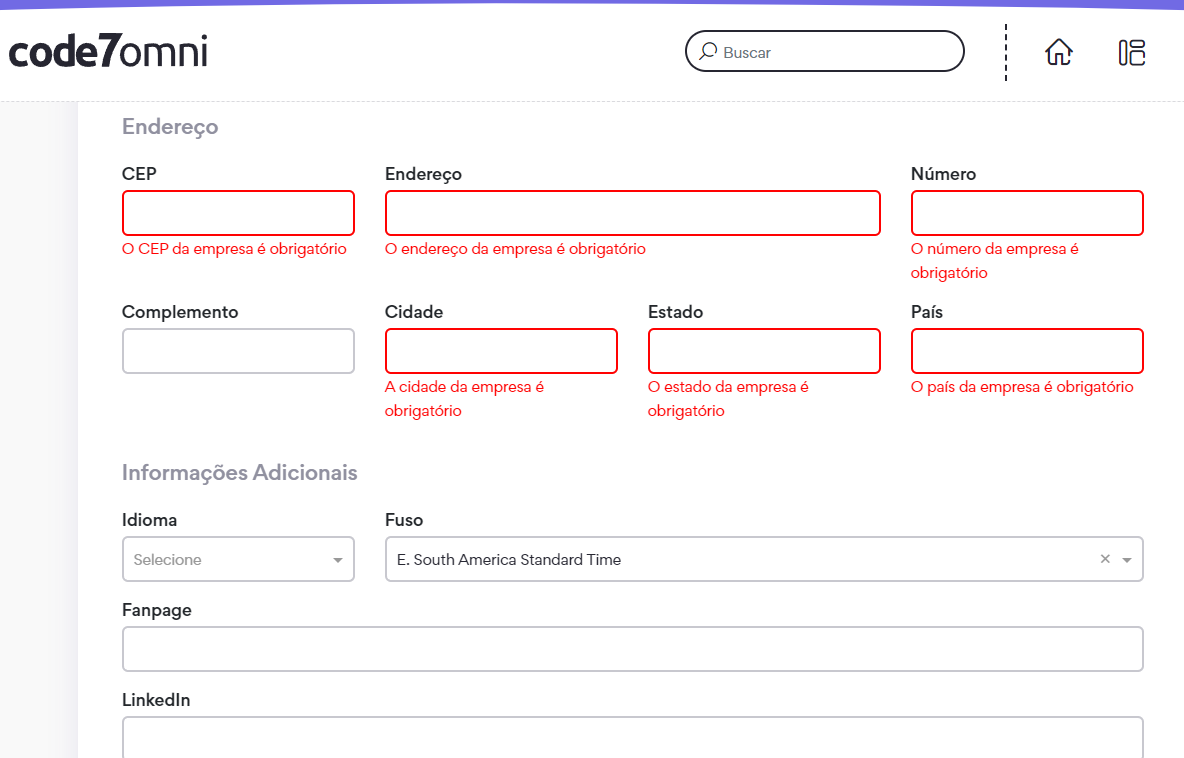 code7omni
Buscar
Endereço
CEP
Endereço
Número
O CEP da empresa é obrigatório
O endereço da empresa é obrigatório
O número da empresa é
obrigatório
Complemento
Cidade
Estado
País
A cidade da empresa é
obrigatório
O estado da empresa é
obrigatório
O país da empresa é obrigatório
Informações Adicionais
Idioma
Fuso
Selecione
E. South America Standard Time
Fanpage
LinkedIn